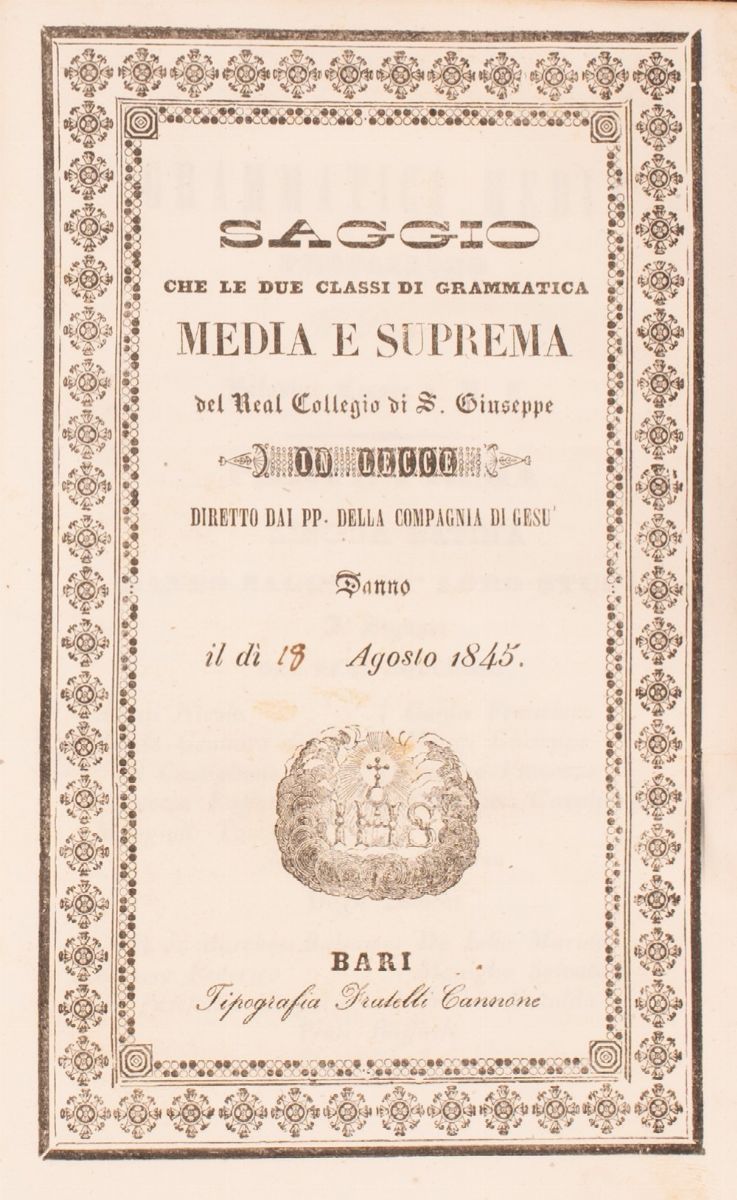 SAGGIO
CHE LE DUE CLASSI DI GRAMMATICA
MEDIA E SUPREMA
del Real Collegio di S. Giuseppe
IN LECCE
DIRETTO DAI PP. DELLA COMPAGNIA DI GESU'
Danno
il dì 18 Agosto 1845.
IHS
BARI
Tipografia Fratelli Cannone